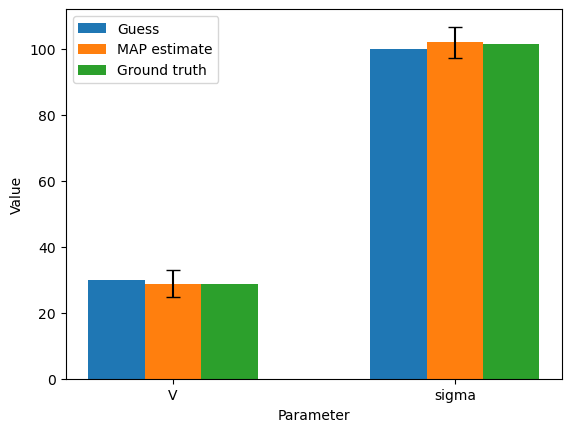 Guess
MAP estimate
Ground truth
100
80
60
40
20
0
Value
V sigma
Parameter